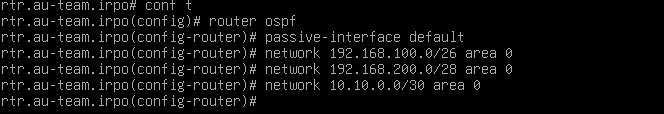 rtr.au-team.irpo# conf t
rtr.au-team.irpo(config)# router ospf
rtr.au-team.irpo(config-router)# passive-interface default
rtr.au-team.irpo(config-router)# network 192.168.100.0/26 area 0
rtr.au-team.irpo(config-router)# network 192.168.200.0/28 area 0
rtr.au-team.irpo(config-router)# network 10.10.0.0/30 area 0
rtr.au-team.irpo(config-router)#